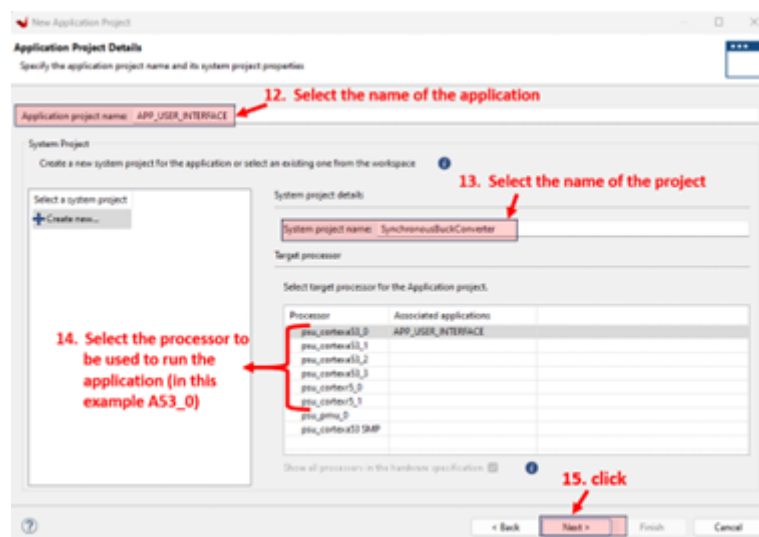 New Application Project
Application Project Details
Specify the application project name and its system project properties
12. Select the name of the application
Application project name: APP_USER_INTERFACE
System Project
Create a new system project for the application or select an existing one from the workspace
13. Select the name of the project
Select a system project
System project details
Create new...
System project name: SynchronousBuckConverter
Target processor
Select target processor for the Application project.
Processor Associated applications
14. Select the processor to
be used to run the
application (in this
example A53_0)
psu_cortexa53_0 APP_USER_INTERFACE
psu_cortexa53_1
psu_cortexa53_2
psu_cortexa53_3
psu_cortexr5_0
psu_cortexr5_1
psu_pmu_0
psu_cortexa53 SMP
Show all processors in the hardware specification
15. click
< Back Next > Finish Cancel